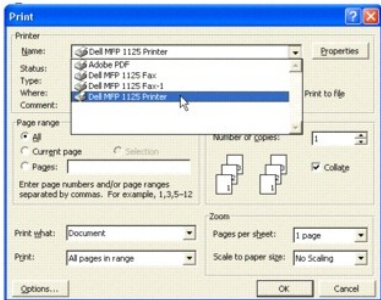 Print
Printer
Name: Dell MFP 1125 Printer Properties
Status: Adobe PDF
Type: Dell MFP 1125 Fax
Where: Dell MFP 1125 Fax-1 Print to file
Comment: Dell MFP 1125 Printer
Page range
All Number of copies: 1
Current page Selection
Pages: Collate
Enter page numbers and/or page ranges
separated by commas. For example, 1,3,5–12
Zoom
Print what: Document Pages per sheet: 1 page
Print: All pages in range Scale to paper size: No Scaling
Options... OK Cancel